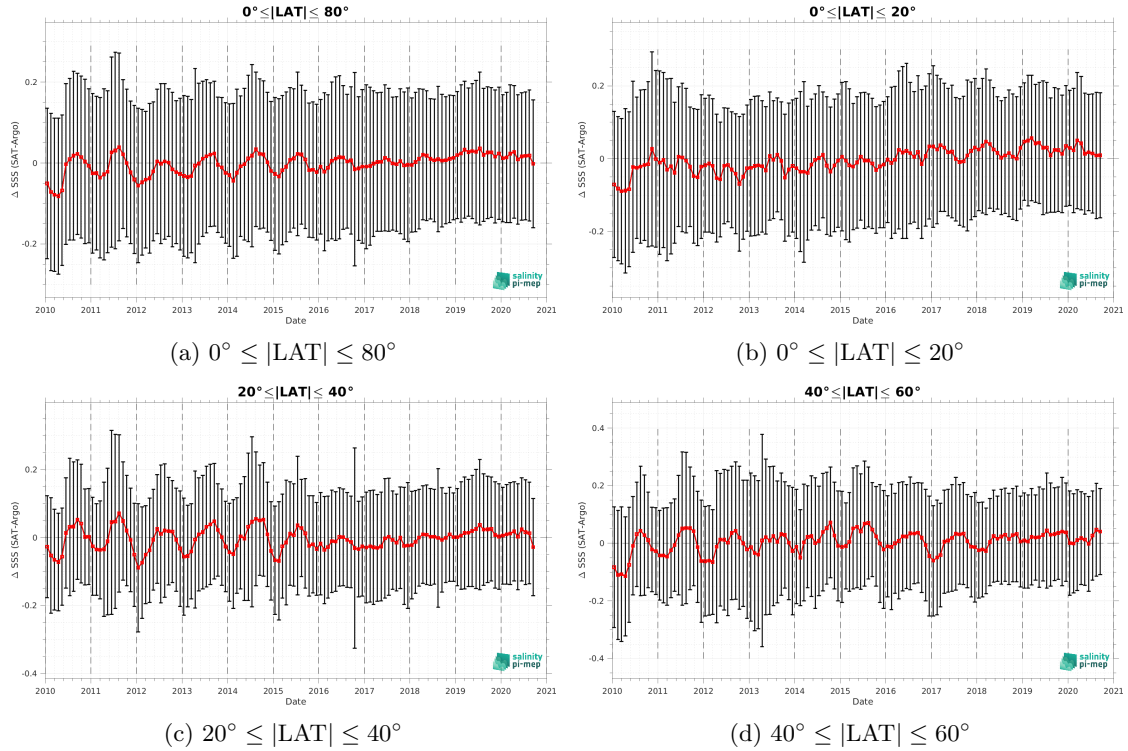 0°≤|LAT|≤ 80°
Δ SSS (SAT-Argo)
0.2
0
-0.2
2010 2011 2012 2013 2014 2015 2016 2017 2018 2019 2020 2021
Date
salinity
pi-mep
(a) 0° ≤ |LAT| ≤ 80°
0°≤|LAT|≤ 20°
Δ SSS (SAT-Argo)
0.2
0
-0.2
2010 2011 2012 2013 2014 2015 2016 2017 2018 2019 2020 2021
Date
salinity
pi-mep
(b) 0° ≤ |LAT| ≤ 20°
20°≤|LAT|≤ 40°
Δ SSS (SAT-Argo)
0.2
0
-0.2
-0.4
2010 2011 2012 2013 2014 2015 2016 2017 2018 2019 2020 2021
Date
salinity
pi-mep
(c) 20° ≤ |LAT| ≤ 40°
40°≤|LAT|≤ 60°
Δ SSS (SAT-Argo)
0.4
0.2
0
-0.2
-0.4
2010 2011 2012 2013 2014 2015 2016 2017 2018 2019 2020 2021
Date
salinity
pi-mep
(d) 40° ≤ |LAT| ≤ 60°